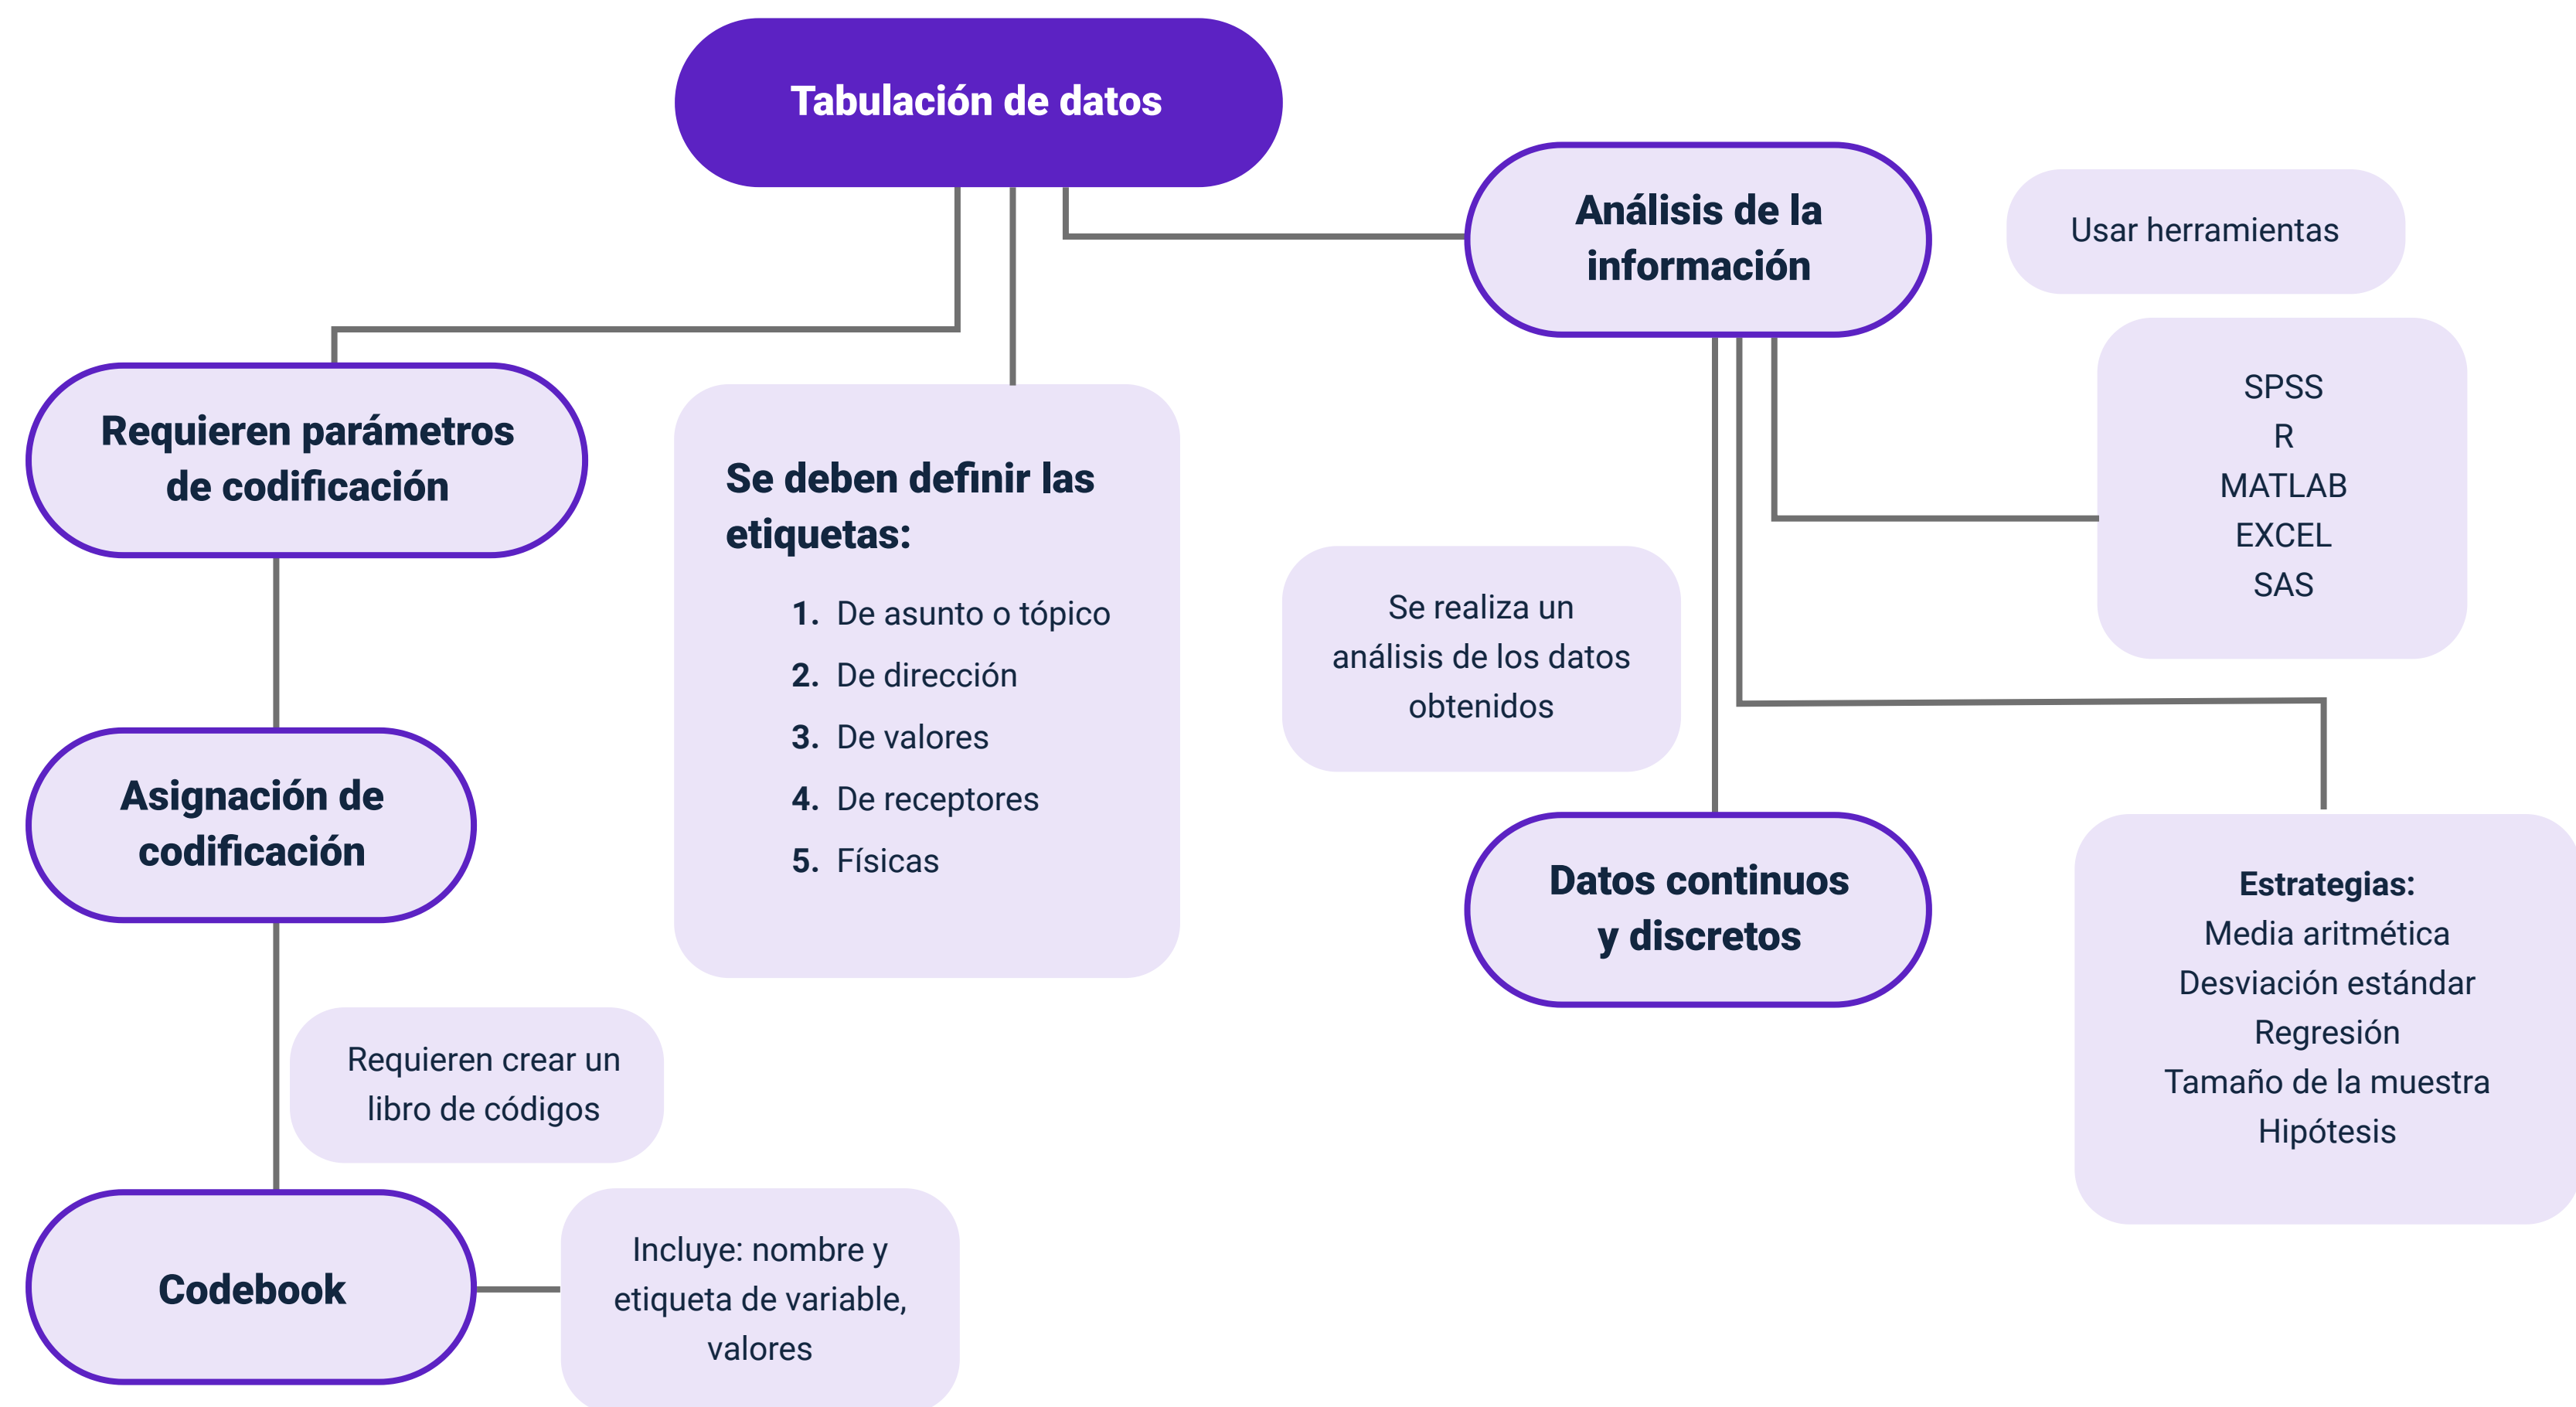 Tabulación de datos
Análisis de la
información
Usar herramientas
SPSS
R
MATLAB
EXCEL
SAS
Requieren parámetros
de codificación
Se deben definir las
etiquetas:
1. De asunto o tópico
2. De dirección
3. De valores
4. De receptores
5. Físicas
Se realiza un
análisis de los datos
obtenidos
Asignación de
codificación
Datos continuos
y discretos
Estrategias:
Media aritmética
Desviación estándar
Regresión
Tamaño de la muestra
Hipótesis
Requieren crear un
libro de códigos
Codebook
Incluye: nombre y
etiqueta de variable,
valores